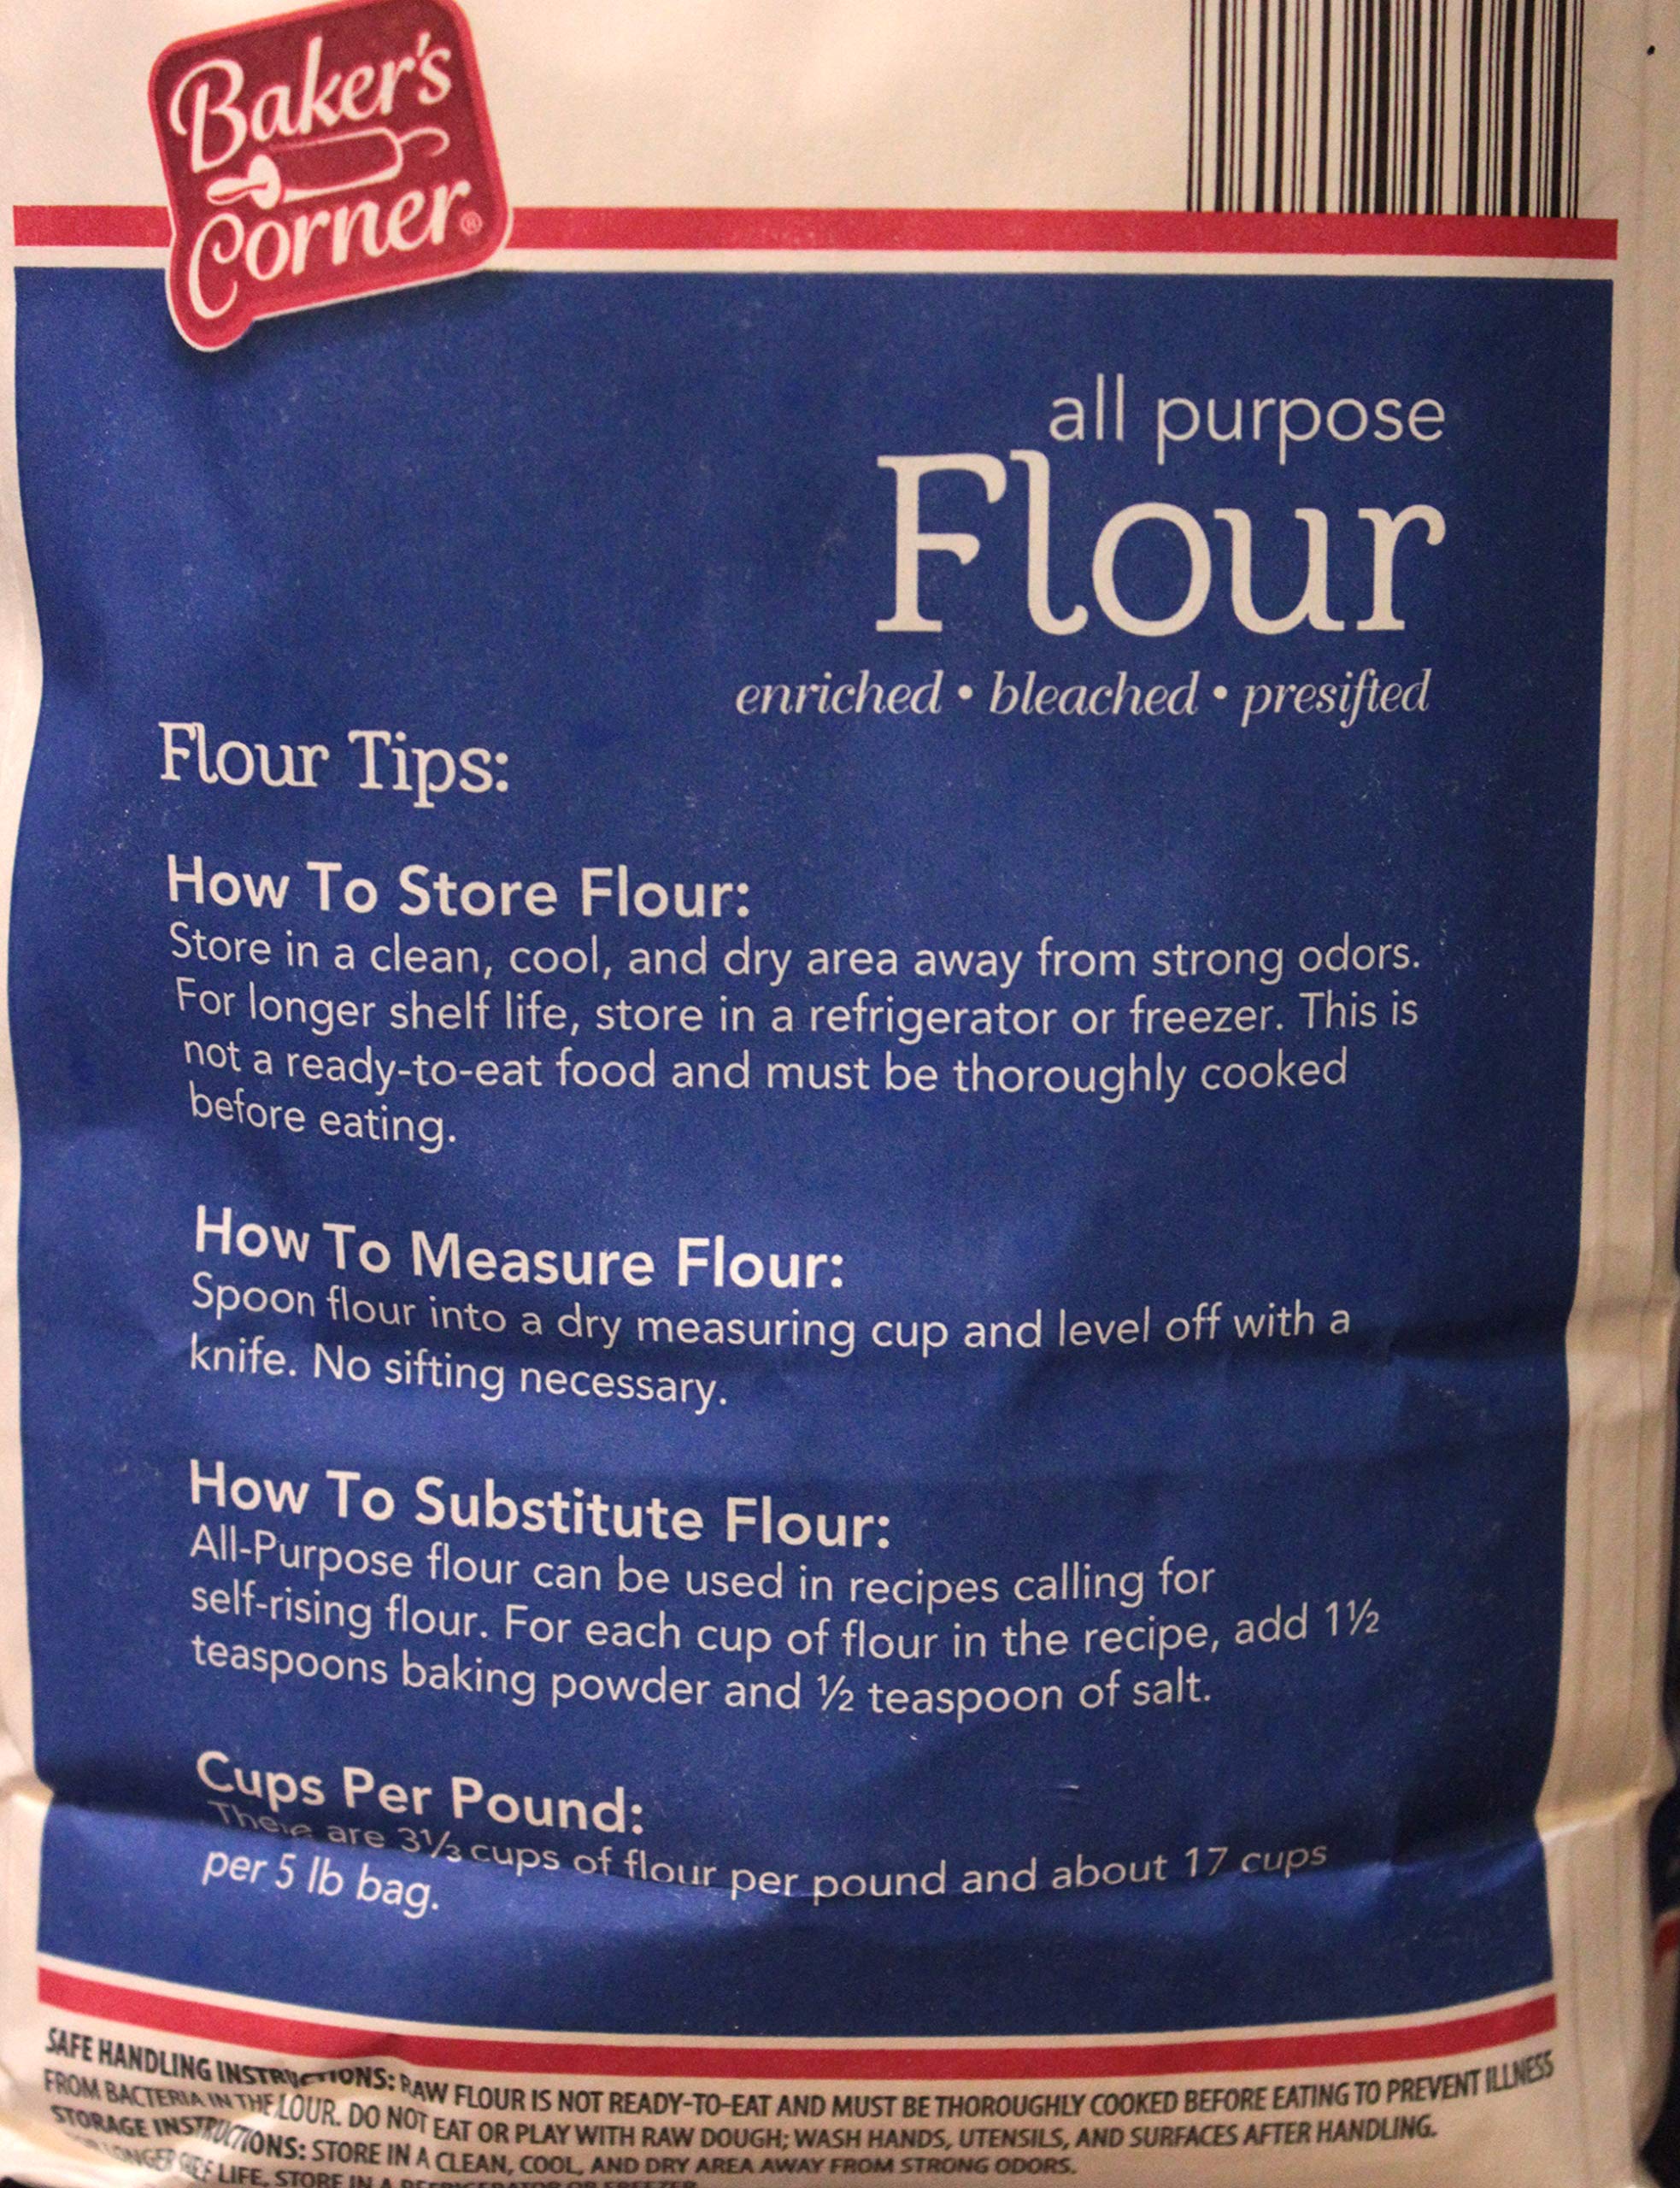 Baker's
Corner®
all purpose
Flour
enriched • bleached • presifted
Flour Tips:
How To Store Flour:
Store in a clean, cool, and dry area away from strong odors.
For longer shelf life, store in a refrigerator or freezer. This is
not a ready-to-eat food and must be thoroughly cooked
before eating.
How To Measure Flour:
Spoon flour into a dry measuring cup and level off with a
knife. No sifting necessary.
How To Substitute Flour:
All-Purpose flour can be used in recipes calling for
self-rising flour. For each cup of flour in the recipe, add 1½
teaspoons baking powder and ½ teaspoon of salt.
Cups Per Pound:
There are 3⅓ cups of flour per pound and about 17 cups
per 5 lb bag.
SAFE HANDLING INSTRUCTIONS: RAW FLOUR IS NOT READY-TO-EAT AND MUST BE THOROUGHLY COOKED BEFORE EATING TO PREVENT ILLNESS
FROM BACTERIA IN THE LOUR. DO NOT EAT OR PLAY WITH RAW DOUGH; WASH HANDS, UTENSILS, AND SURFACES AFTER HANDLING.
STORAGE INSTRUCTIONS: STORE IN A CLEAN, COOL, AND DRY AREA AWAY FROM STRONG ODORS.
LONGER LIFE, STORE IN A REFRIGERATOR OR FREEZER